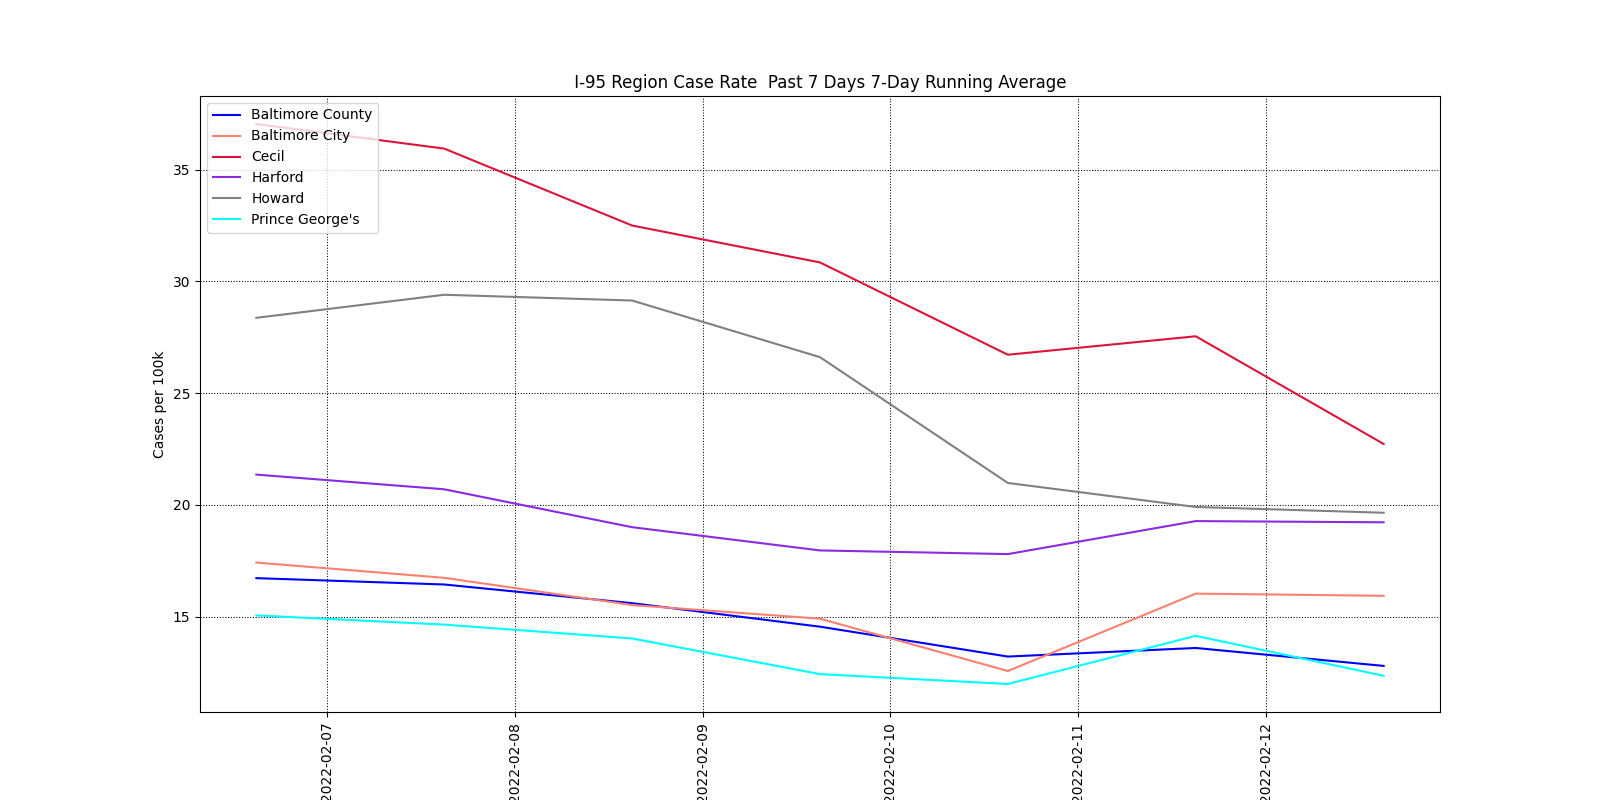 I-95 Region Case Rate  Past 7 Days 7-Day Running Average
Baltimore County
Baltimore City
Cecil
Harford
Howard
Prince George's
Cases per 100k
35
30
25
20
15
2022-02-07
2022-02-08
2022-02-09
2022-02-10
2022-02-11
2022-02-12